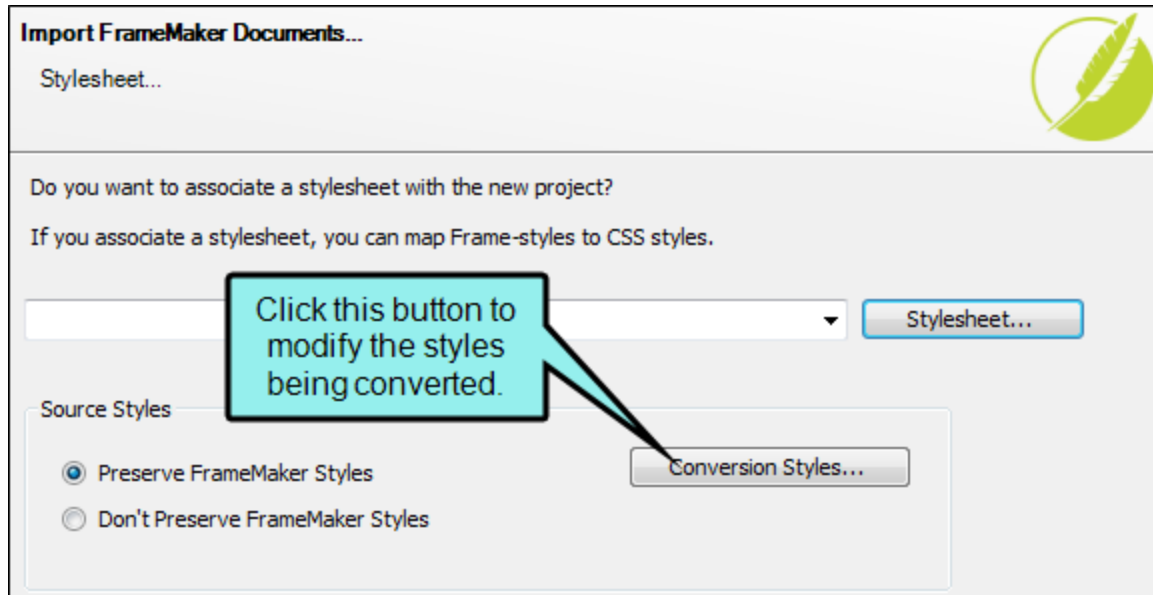 Import FrameMaker Documents...
Stylesheet...
Do you want to associate a stylesheet with the new project?
If you associate a stylesheet, you can map Frame-styles to CSS styles.
Click this button to
modify the styles
being converted.
Stylesheet...
Source Styles
Preserve FrameMaker Styles
Conversion Styles...
Don't Preserve FrameMaker Styles